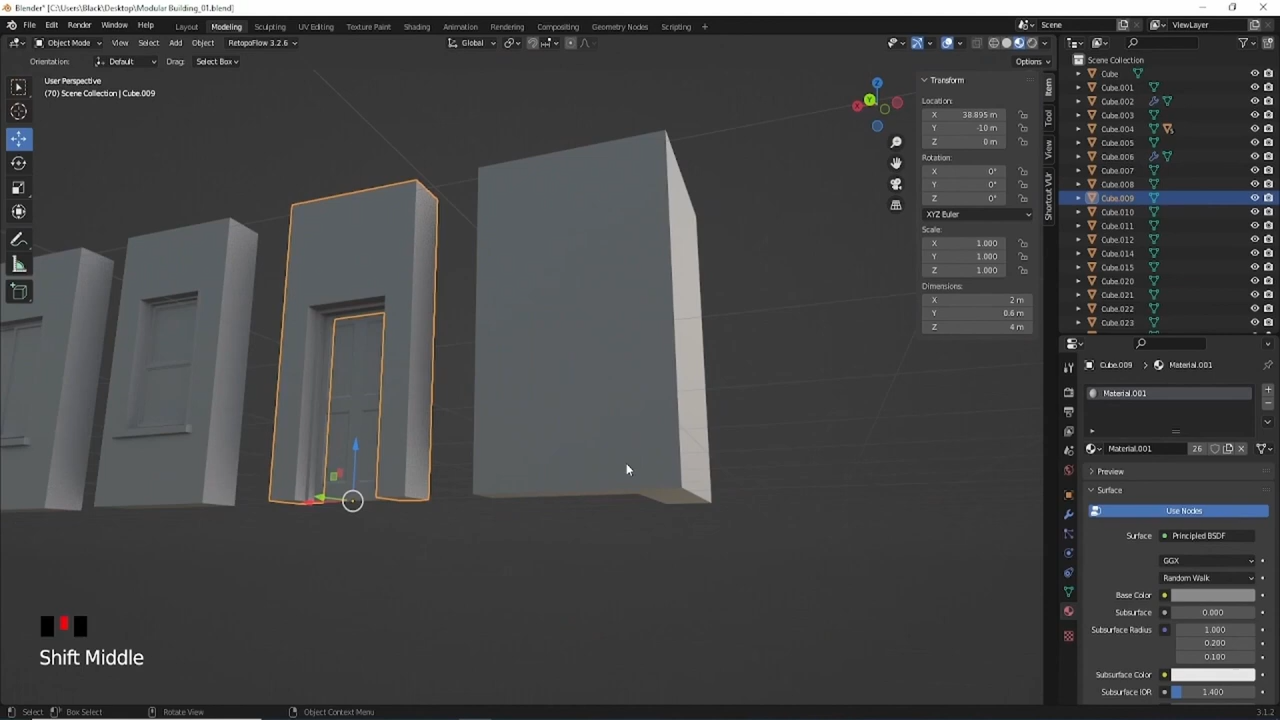 Blender* [C:\Users\Black\Desktop\Modular Building_01.blend]
File Edit Render Window Help Layout Modeling Sculpting UV Editing Texture Paint Shading Animation Rendering Compositing Geometry Nodes Scripting + Scene ViewLayer
Object Mode View Select Add Object RetopoFlow 3.2.6 Global
Orientation: Default Drag: Select Box Options
User Perspective
(70) Scene Collection | Cube.009
Transform
Location:
X 38.895 m
Y -10 m
Z 0 m
Rotation:
X 0°
Y 0°
Z 0°
XYZ Euler
Scale:
X 1.000
Y 1.000
Z 1.000
Dimensions:
X 2 m
Y 0.6 m
Z 4 m
Item
Tool
View
Shortcut VUr
X
Y
Z
Scene Collection
Cube
Cube.001
Cube.002
Cube.003
Cube.004
Cube.005
Cube.006
Cube.007
Cube.008
Cube.009
Cube.010
Cube.011
Cube.012
Cube.014
Cube.015
Cube.020
Cube.021
Cube.022
Cube.023
Cube.009 > Material.001
Material.001
Material.001 26
Preview
Surface
Use Nodes
Surface Principled BSDF
GGX
Random Walk
Base Color
Subsurface 0.000
Subsurface Radius 1.000
0.200
0.100
Subsurface Color
Subsurface IOR 1.400
Shift Middle
Select Box Select Rotate View Object Context Menu 3.1.2